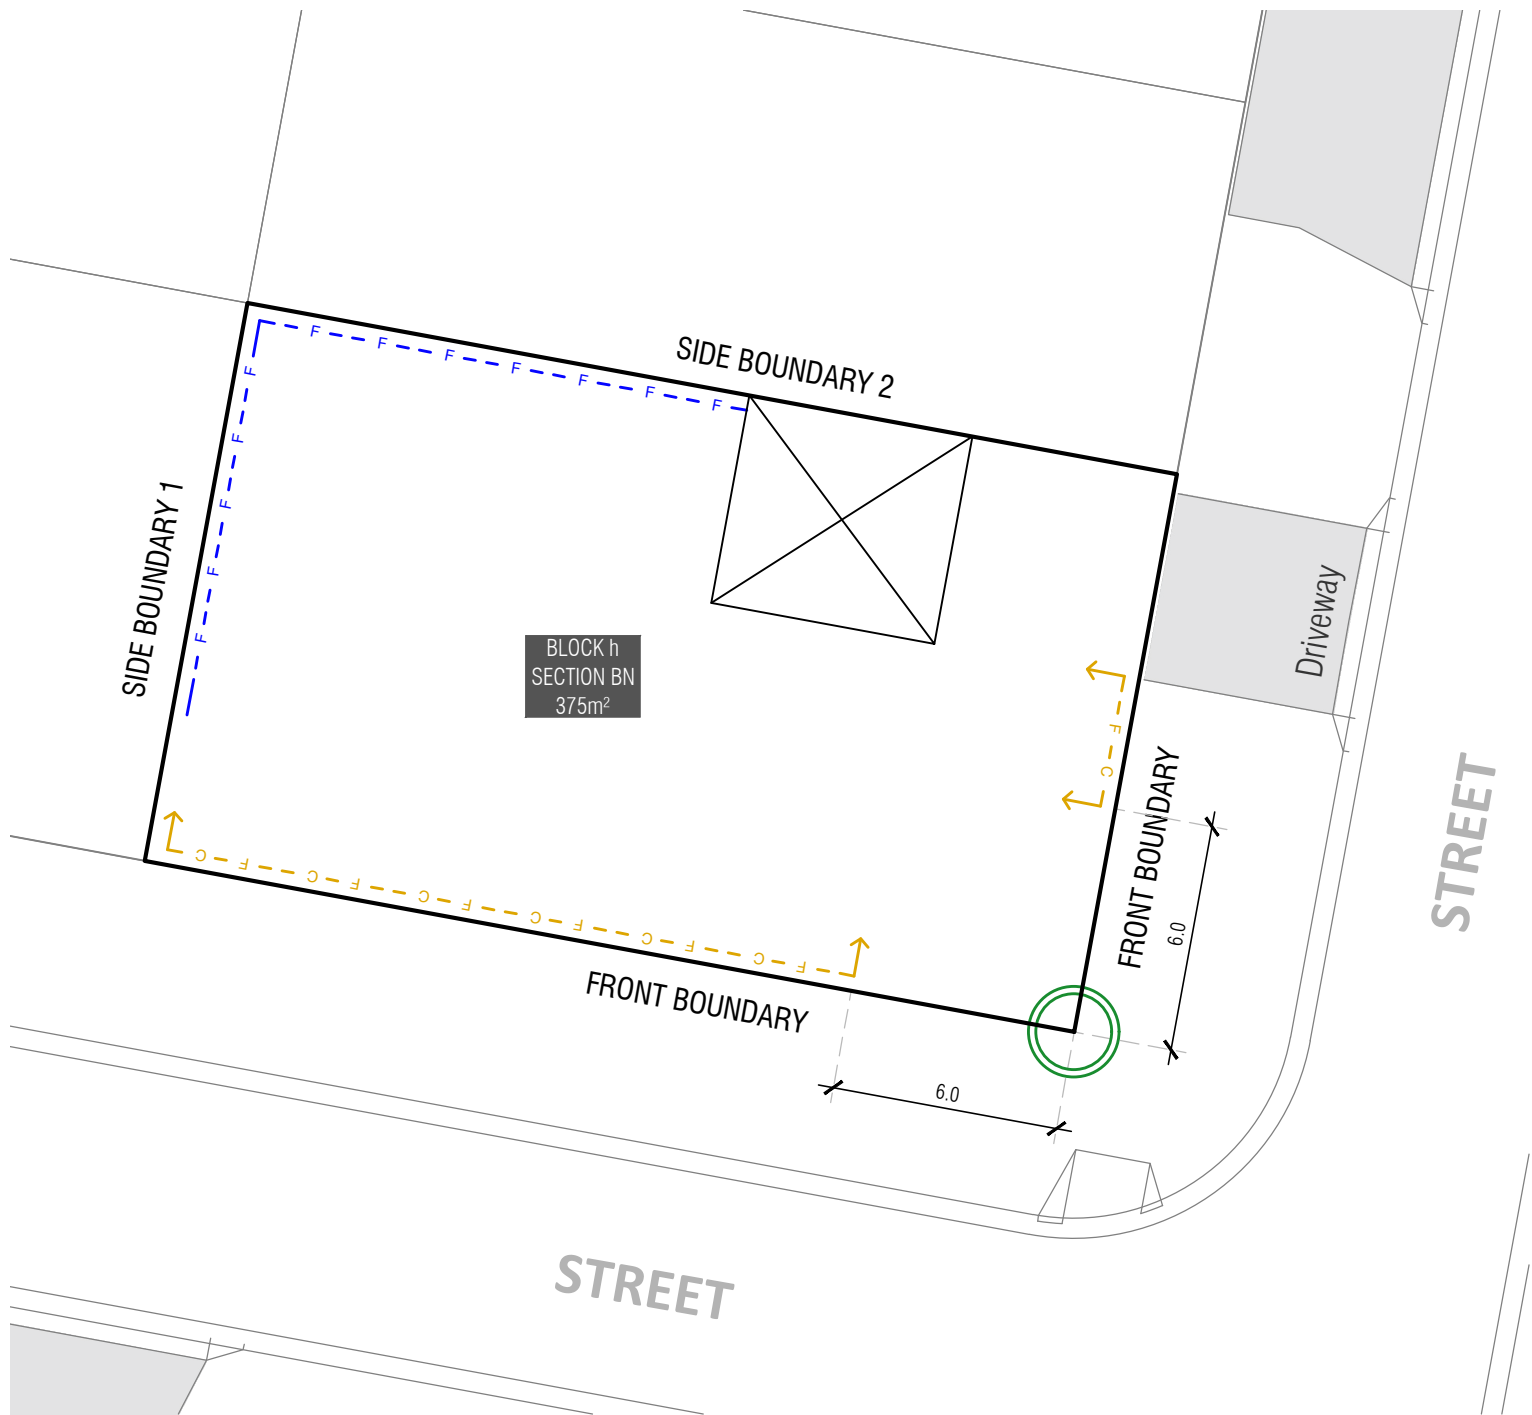 SIDE BOUNDARY 2
F F F F F F F
F
F
F
F
F
SIDE BOUNDARY 1
BLOCK h
SECTION BN
375m²
Driveway
F
C
FRONT BOUNDARY
STREET
6.0
C F C F C F C F C F C F
FRONT BOUNDARY
6.0
STREET